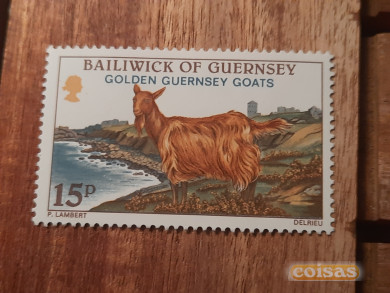 BAILIWICK OF GUERNSEY
GOLDEN GUERNSEY GOATS
15P
P. LAMBERT
DELRIEU
coisas